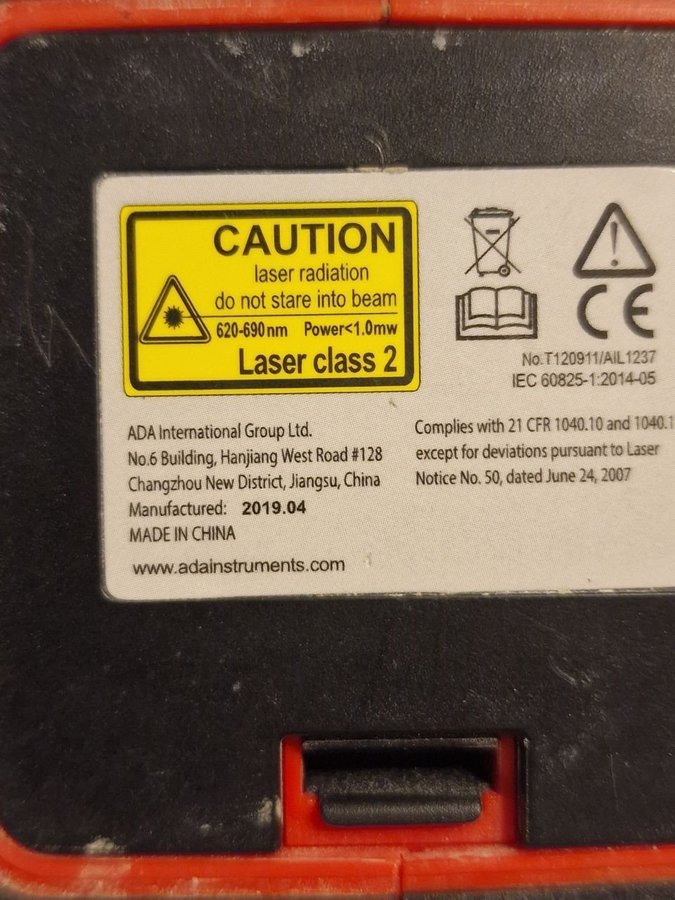 CAUTION
laser radiation
do not stare into beam
620-690nm Power<1.0mw
Laser class 2
CE
No.T120911/AIL1237
IEC 60825-1:2014-05
ADA International Group Ltd.
No.6 Building, Hanjiang West Road #128
Changzhou New District, Jiangsu, China
Manufactured: 2019.04
MADE IN CHINA
www.adainstruments.com
Complies with 21 CFR 1040.10 and 1040.1
except for deviations pursuant to Laser
Notice No. 50, dated June 24, 2007